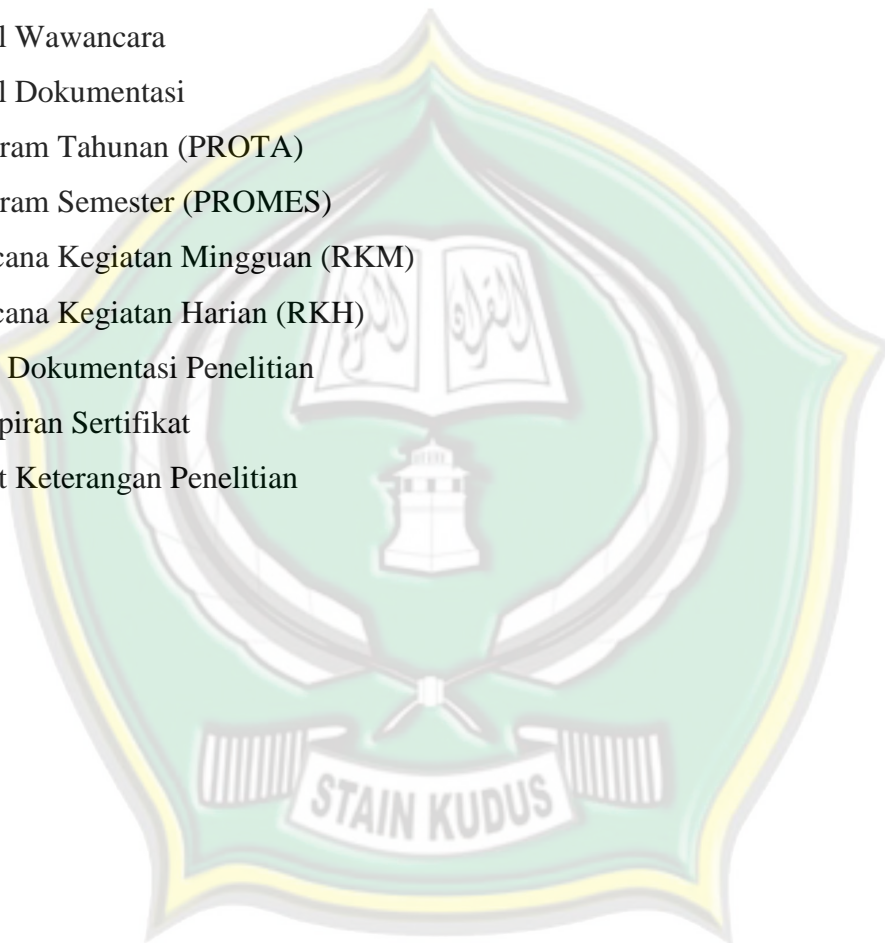 l Wawancara
l Dokumentasi
ram Tahunan (PROTA)
ram Semester (PROMES)
cana Kegiatan Mingguan (RKM)
cana Kegiatan Harian (RKH)
Dokumentasi Penelitian
piran Sertifikat
t Keterangan Penelitian
STAIN KUDUS